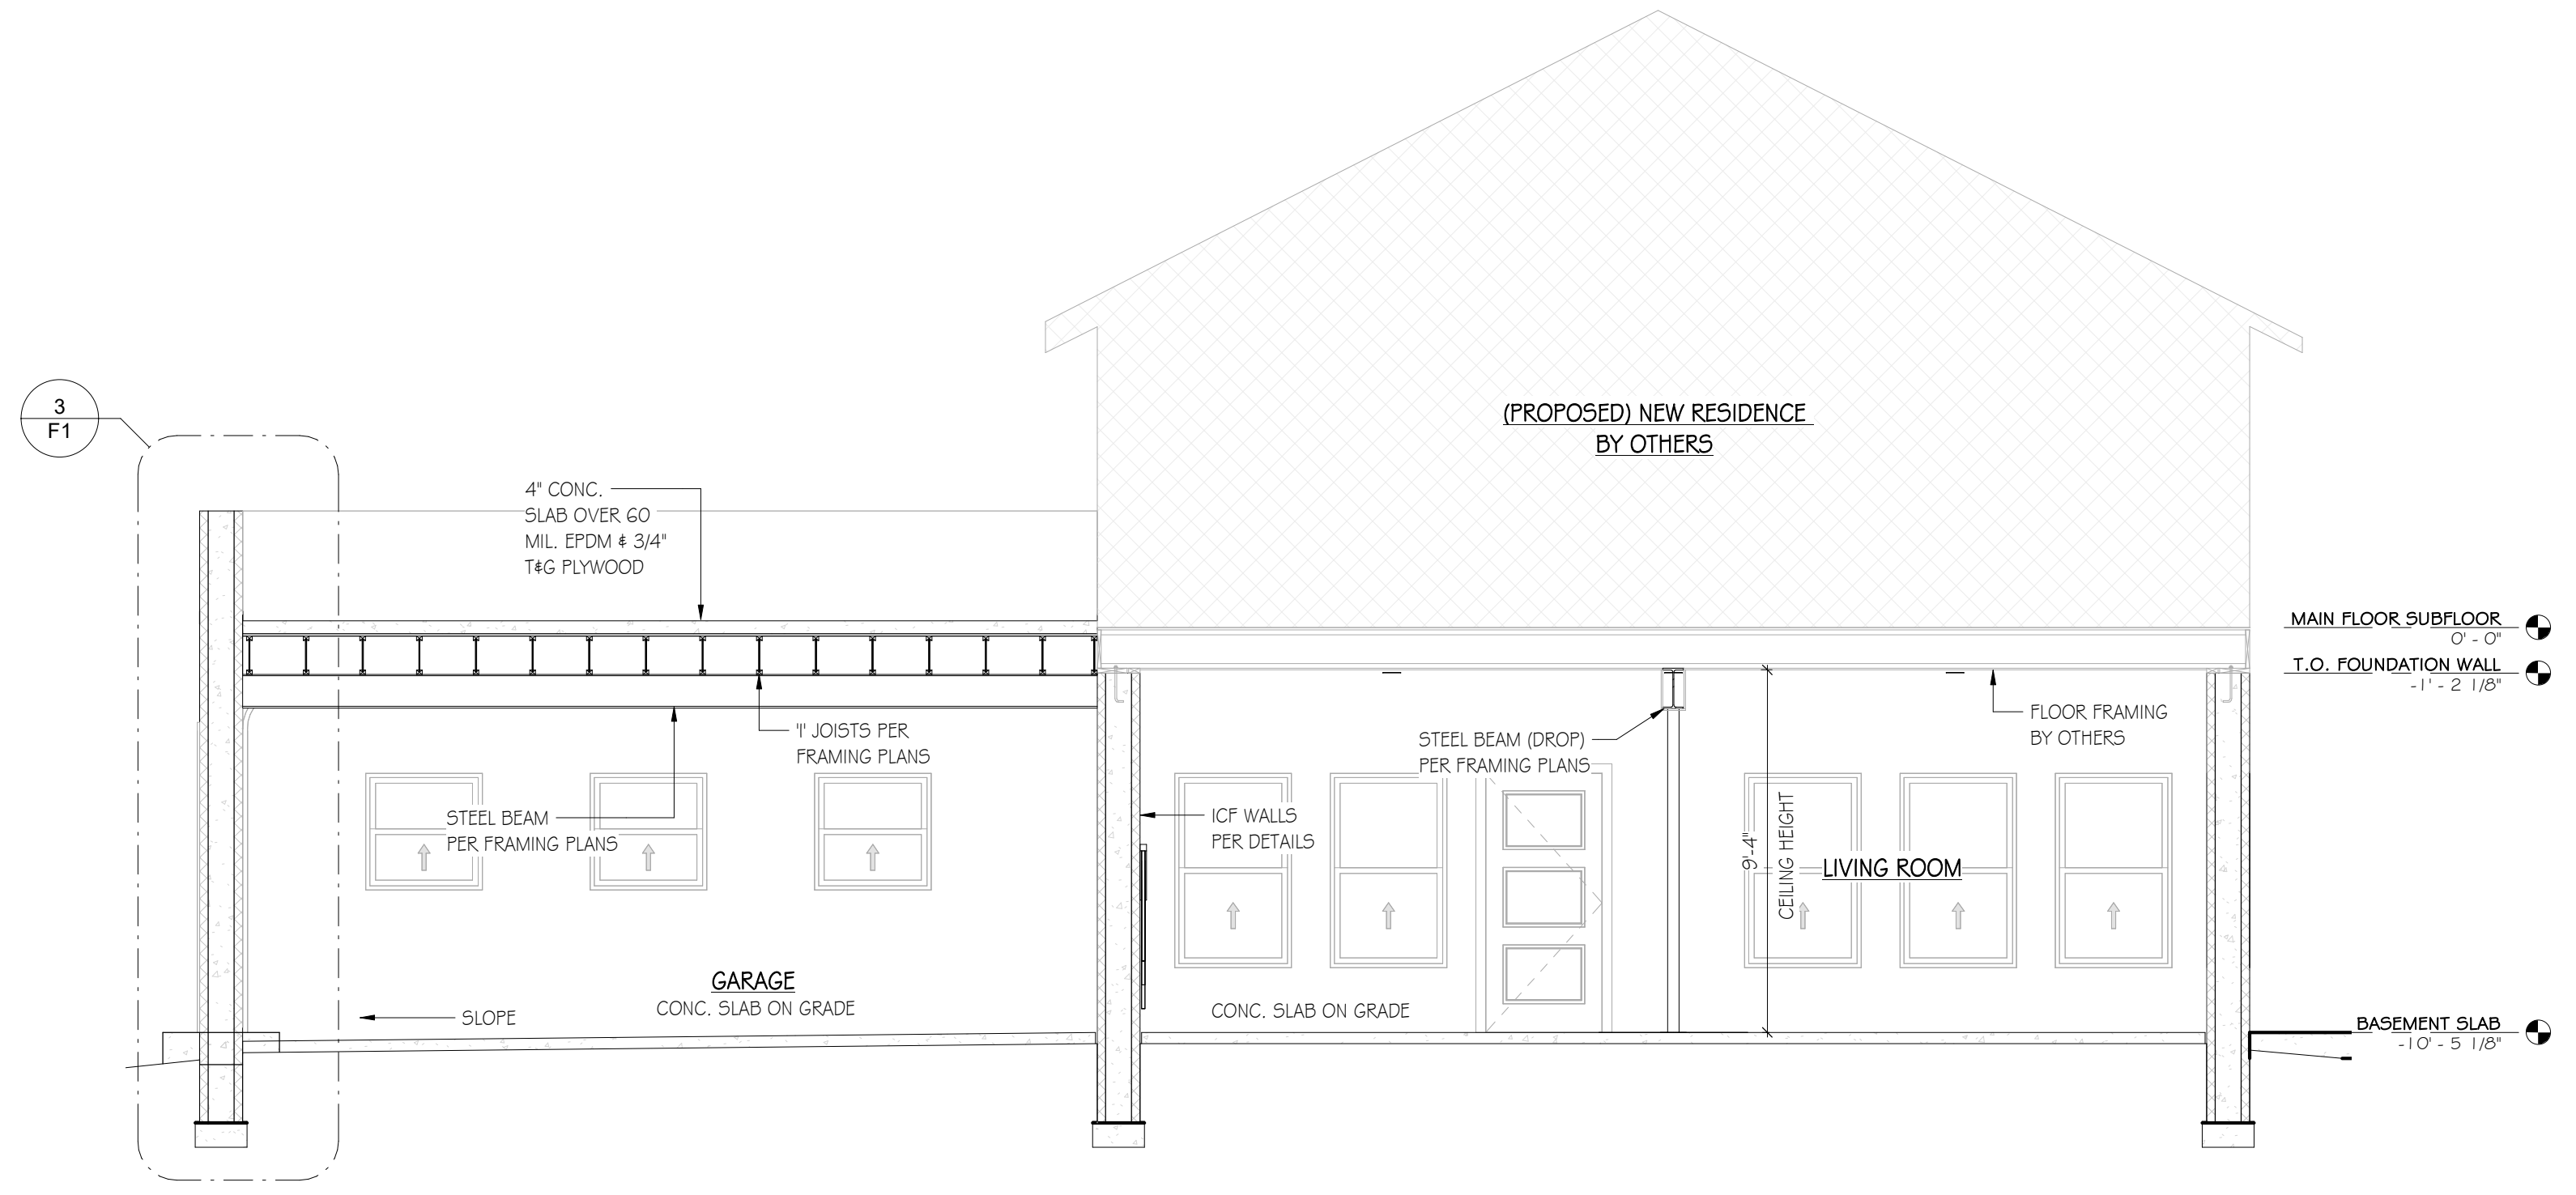 (PROPOSED) NEW RESIDENCE
BY OTHERS
3
F1
4" CONC.
SLAB OVER 60
MIL. EPDM & 3/4"
T&G PLYWOOD
MAIN FLOOR SUBFLOOR
0' - 0"
T.O. FOUNDATION WALL
-1' - 2 1/8"
'I' JOISTS PER
FRAMING PLANS
STEEL BEAM (DROP)
PER FRAMING PLANS
FLOOR FRAMING
BY OTHERS
STEEL BEAM
PER FRAMING PLANS
ICF WALLS
PER DETAILS
9'-4"
CEILING HEIGHT
LIVING ROOM
GARAGE
CONC. SLAB ON GRADE
SLOPE
CONC. SLAB ON GRADE
BASEMENT SLAB
-10' - 5 1/8"